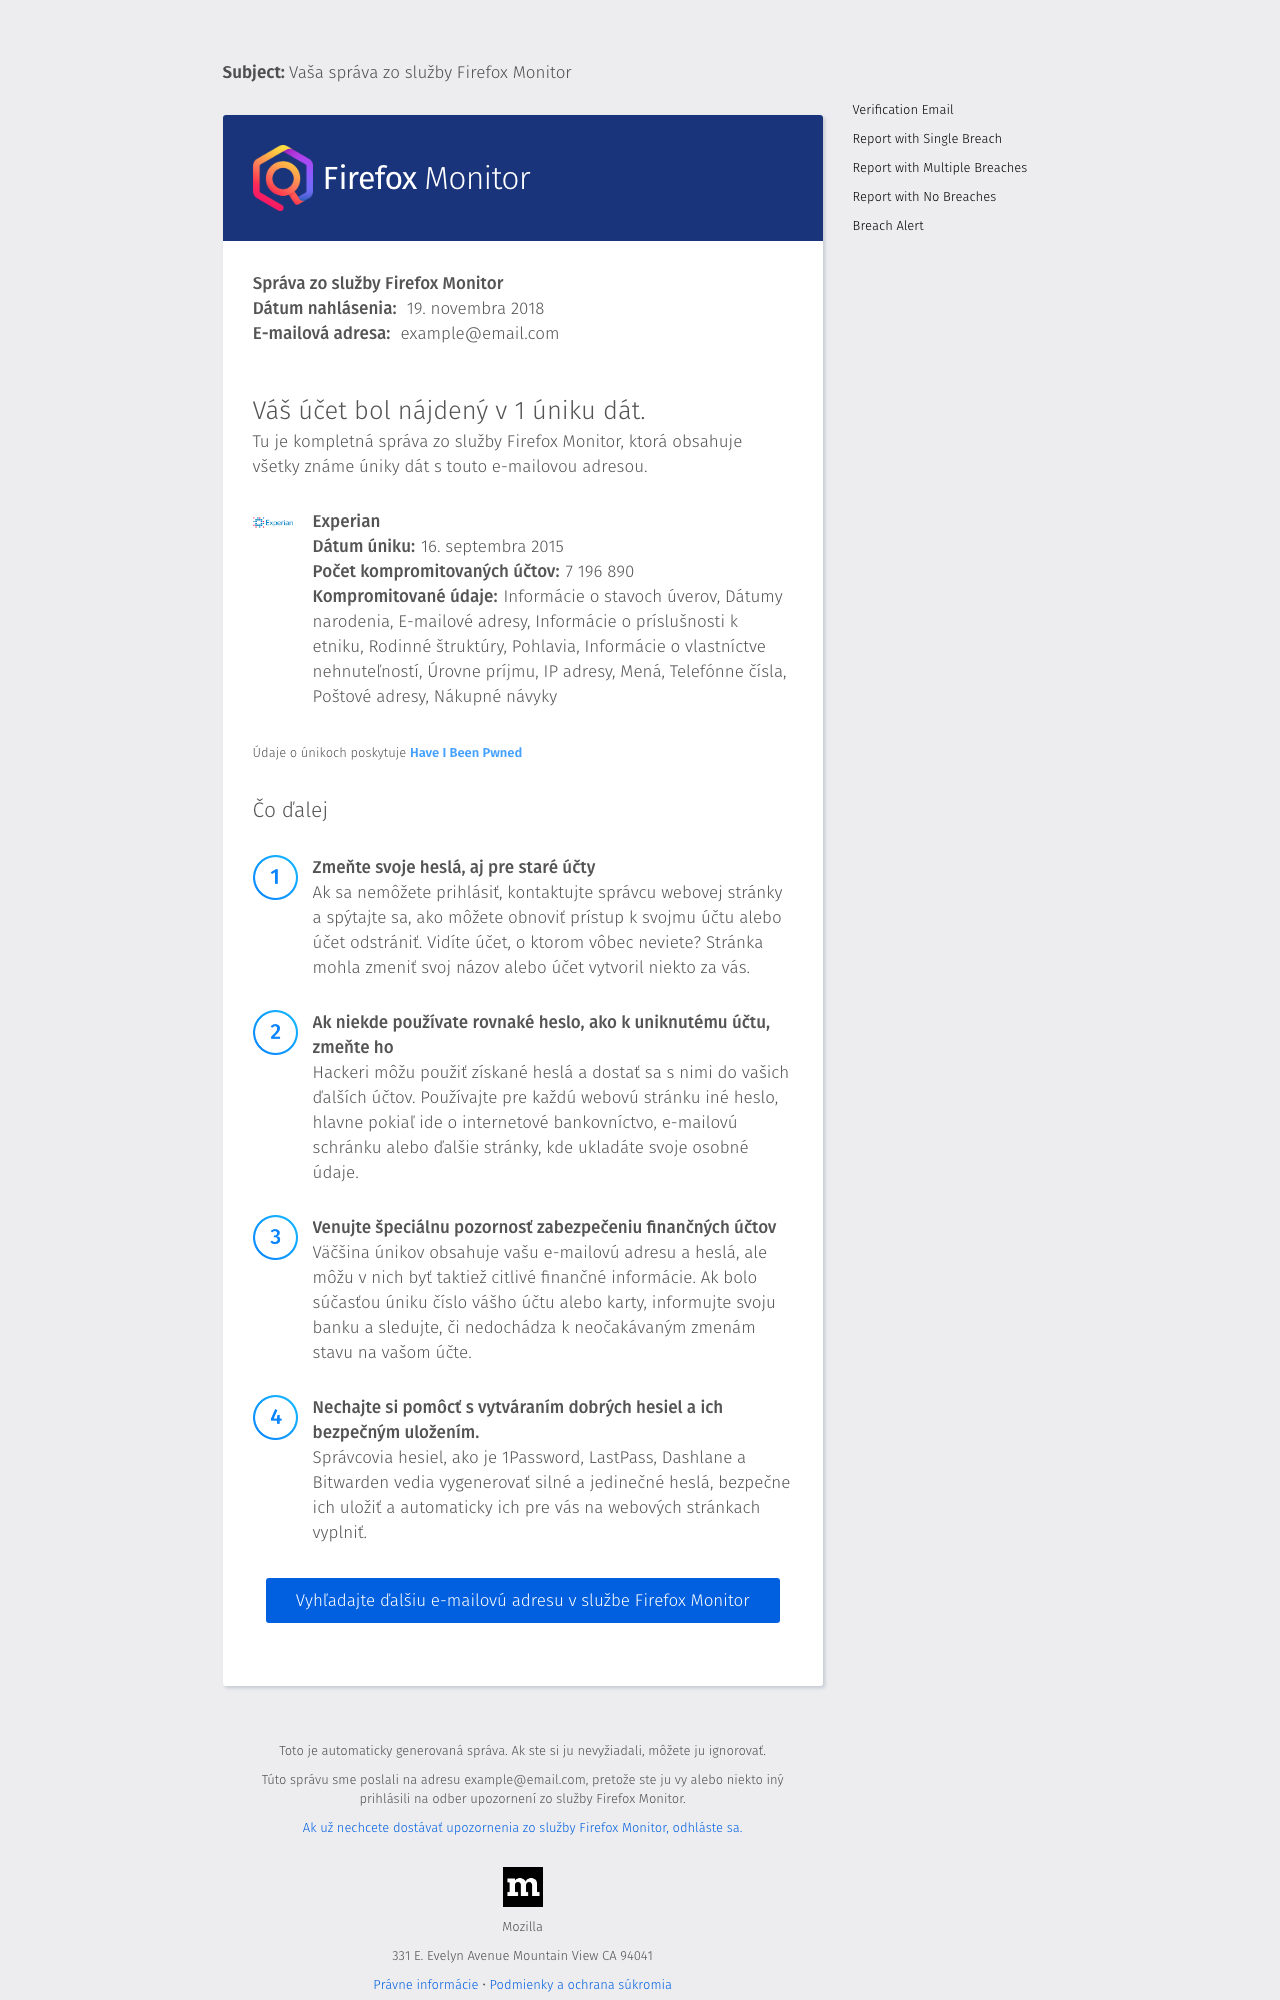 Subject: Vaša správa zo služby Firefox Monitor
Verification Email
Report with Single Breach
Report with Multiple Breaches
Report with No Breaches
Breach Alert
Firefox Monitor
Správa zo služby Firefox Monitor
Dátum nahlásenia: 19. novembra 2018
E-mailová adresa: example@email.com
Váš účet bol nájdený v 1 úniku dát.
Tu je kompletná správa zo služby Firefox Monitor, ktorá obsahuje
všetky známe úniky dát s touto e-mailovou adresou.
Experian
Experian
Dátum úniku: 16. septembra 2015
Počet kompromitovaných účtov: 7 196 890
Kompromitované údaje: Informácie o stavoch úverov, Dátumy
narodenia, E-mailové adresy, Informácie o príslušnosti k
etniku, Rodinné štruktúry, Pohlavia, Informácie o vlastníctve
nehnuteľností, Úrovne príjmu, IP adresy, Mená, Telefónne čísla,
Poštové adresy, Nákupné návyky
Údaje o únikoch poskytuje Have I Been Pwned
Čo ďalej
1
Zmeňte svoje heslá, aj pre staré účty
Ak sa nemôžete prihlásiť, kontaktujte správcu webovej stránky
a spýtajte sa, ako môžete obnoviť prístup k svojmu účtu alebo
účet odstrániť. Vidíte účet, o ktorom vôbec neviete? Stránka
mohla zmeniť svoj názov alebo účet vytvoril niekto za vás.
2
Ak niekde používate rovnaké heslo, ako k uniknutému účtu,
zmeňte ho
Hackeri môžu použiť získané heslá a dostať sa s nimi do vašich
ďalších účtov. Používajte pre každú webovú stránku iné heslo,
hlavne pokiaľ ide o internetové bankovníctvo, e-mailovú
schránku alebo ďalšie stránky, kde ukladáte svoje osobné
údaje.
3
Venujte špeciálnu pozornosť zabezpečeniu finančných účtov
Väčšina únikov obsahuje vašu e-mailovú adresu a heslá, ale
môžu v nich byť taktiež citlivé finančné informácie. Ak bolo
súčasťou úniku číslo vášho účtu alebo karty, informujte svoju
banku a sledujte, či nedochádza k neočakávaným zmenám
stavu na vašom účte.
4
Nechajte si pomôcť s vytváraním dobrých hesiel a ich
bezpečným uložením.
Správcovia hesiel, ako je 1Password, LastPass, Dashlane a
Bitwarden vedia vygenerovať silné a jedinečné heslá, bezpečne
ich uložiť a automaticky ich pre vás na webových stránkach
vyplniť.
Vyhľadajte ďalšiu e-mailovú adresu v službe Firefox Monitor
Toto je automaticky generovaná správa. Ak ste si ju nevyžiadali, môžete ju ignorovať.
Túto správu sme poslali na adresu example@email.com, pretože ste ju vy alebo niekto iný
prihlásili na odber upozornení zo služby Firefox Monitor.
Ak už nechcete dostávať upozornenia zo služby Firefox Monitor, odhláste sa.
m
Mozilla
331 E. Evelyn Avenue Mountain View CA 94041
Právne informácie • Podmienky a ochrana súkromia